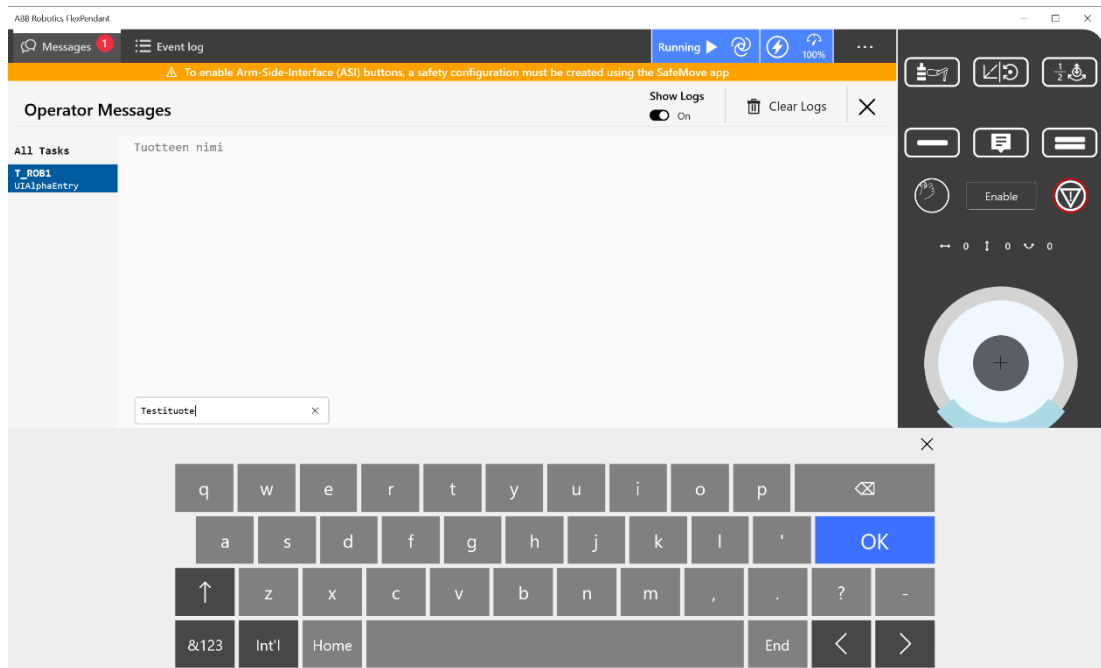 ABB Robotics FlexPendant
Messages 1 Event log Running 100% ...
To enable Arm-Side-Interface (ASI) buttons, a safety configuration must be created using the SafeMove app
Operator Messages Show Logs On Clear Logs
All Tasks
T_ROB1
UIAlphaEntry
Tuotteen nimi
Testituote
1/2
Enable
0 0 0
q w e r t y u i o p
a s d f g h j k l ' OK
z x c v b n m , . ? -
&123 Int'l Home End